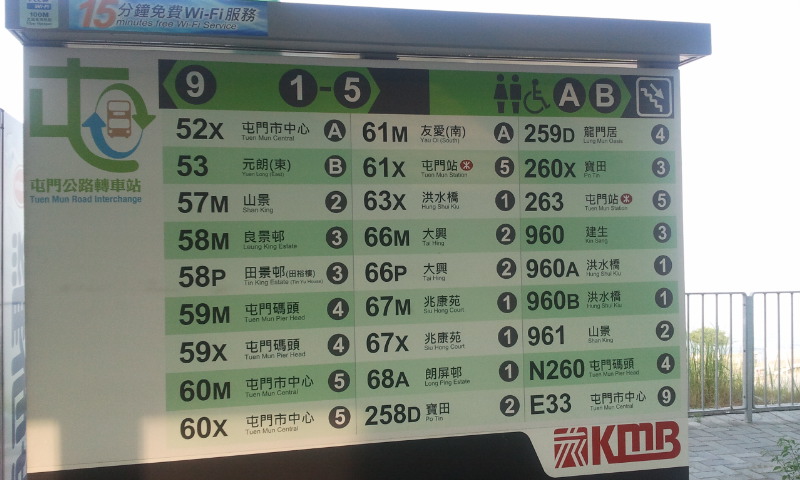 15分鐘免費Wi-Fi服務
minutes free Wi-Fi Service
屯門公路轉車站
Tuen Mun Road Interchange
9 1-5 A B
52X 屯門市中心 A
Tuen Mun Central
53 元朗(東) B
Yuen Long (East)
57M 山景 2
Shan King
58M 良景邨 3
Leung King Estate
58P 田景邨(田裕樓) 3
Tin King Estate (Tin Yu House)
59M 屯門碼頭 4
Tuen Mun Pier Head
59X 屯門碼頭 4
Tuen Mun Pier Head
60M 屯門市中心 5
Tuen Mun Central
60X 屯門市中心 5
Tuen Mun Central
61M 友愛(南) A
Yau Oi (South)
61X 屯門站 5
Tuen Mun Station
63X 洪水橋 1
Hung Shui Kiu
66M 大興 2
Tai Hing
66P 大興 2
Tai Hing
67M 兆康苑 1
Siu Hong Court
67X 兆康苑 1
Siu Hong Court
68A 朗屏邨 1
Long Ping Estate
258D 寶田 2
Po Tin
259D 龍門居 4
Lung Mun Oasis
260X 寶田 3
Po Tin
263 屯門站 5
Tuen Mun Station
960 建生 3
Kin Sang
960A 洪水橋 1
Hung Shui Kiu
960B 洪水橋 1
Hung Shui Kiu
961 山景 2
Shan King
N260 屯門碼頭 4
Tuen Mun Pier Head
E33 屯門市中心 9
Tuen Mun Central
KMB